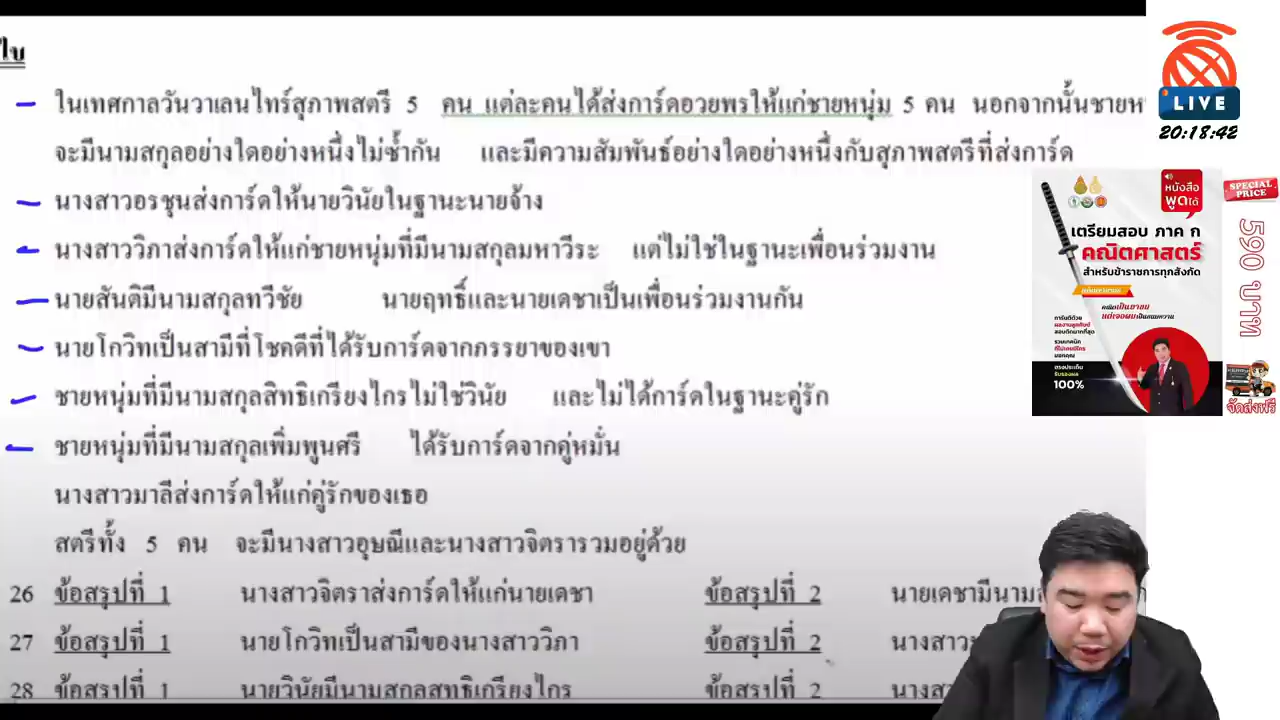 ในเทศกาลวันวาเลนไทร์สุภาพสตรี 5 คน แต่ละคนได้ส่งการ์ดอวยพรให้แก่ชายหนุ่ม 5 คน นอกจากนั้นชายห
จะมีนามสกุลอย่างใดอย่างหนึ่งไม่ซ้ำกัน และมีความสัมพันธ์อย่างใดอย่างหนึ่งกับสุภาพสตรีที่ส่งการ์ด
นางสาวอรชุนส่งการ์ดให้นายวินัยในฐานะนายจ้าง
นางสาววิภาส่งการ์ดให้แก่ชายหนุ่มที่มีนามสกุลมหาวีระ แต่ไม่ใช่ในฐานะเพื่อนร่วมงาน
นายสันติมีนามสกุลทวีชัย นายฤทธิ์และนายเดชาเป็นเพื่อนร่วมงานกัน
นายโกวิทเป็นสามีที่โชคดีที่ได้รับการ์ดจากภรรยาของเขา
ชายหนุ่มที่มีนามสกุลสิทธิเกรียงไกรไม่ใช่วินัย และไม่ได้การ์ดในฐานะคู่รัก
ชายหนุ่มที่มีนามสกุลเพิ่มพูนศรี ได้รับการ์ดจากคู่หมั่น
นางสาวมาลีส่งการ์ดให้แก่คู่รักของเธอ
สตรีทั้ง 5 คน จะมีนางสาวอุษณีและนางสาวจิตรารวมอยู่ด้วย
26 ข้อสรุปที่ 1 นางสาวจิตราส่งการ์ดให้แก่นายเดชา ข้อสรุปที่ 2 นายเดชามีนาม
27 ข้อสรุปที่ 1 นายโกวิทเป็นสามีของนางสาววิภา ข้อสรุปที่ 2 นางสา
28 ข้อสรุปที่ 1 นายวินัยมีนามสกุลสิทธิเกรียงไกร ข้อสรุปที่ 2 นางสา
LIVE
20:18:42
หนังสือ
พูดได้
เตรียมสอบ ภาค ก
คณิตศาสตร์
สำหรับข้าราชการทุกสังกัด
100%
SPECIAL
PRICE
590 บาท
จัดส่งฟรี